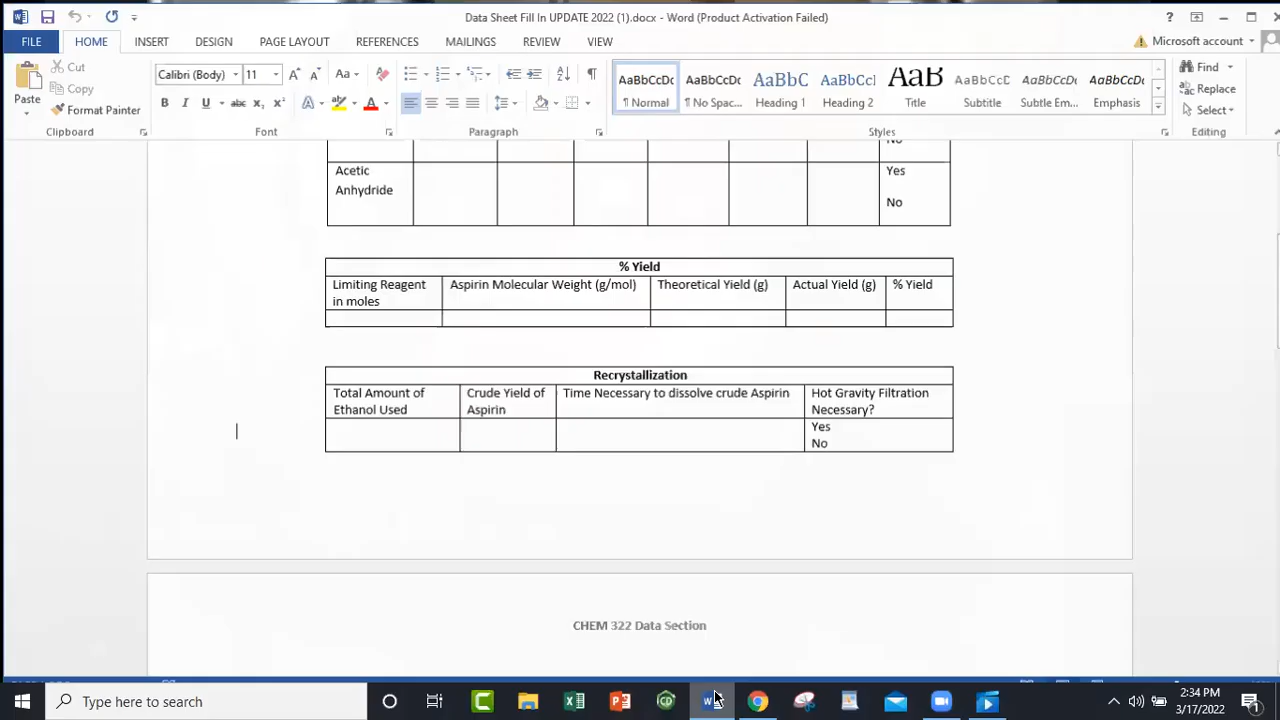 Data Sheet Fill In UPDATE 2022 (1).docx - Word (Product Activation Failed)
FILE HOME INSERT DESIGN PAGE LAYOUT REFERENCES MAILINGS REVIEW VIEW Microsoft account
Cut
Copy
Format Painter
Paste
Calibri (Body) 11
AaBbCcDc AaBbCcDc AaBbC AaBbCc AaB AaBbCcD AaBbCcDc AaBbCcDc
¶ Normal ¶ No Spac... Heading 1 Heading 2 Title Subtitle Subtle Em... Emphasis
Find
Replace
Select
Clipboard Font Paragraph Styles Editing
No
Acetic Anhydride
Yes
No
% Yield
Limiting Reagent in moles
Aspirin Molecular Weight (g/mol)
Theoretical Yield (g)
Actual Yield (g)
% Yield
Recrystallization
Total Amount of Ethanol Used
Crude Yield of Aspirin
Time Necessary to dissolve crude Aspirin
Hot Gravity Filtration Necessary?
Yes
No
CHEM 322 Data Section
Type here to search
2:34 PM
3/17/2022